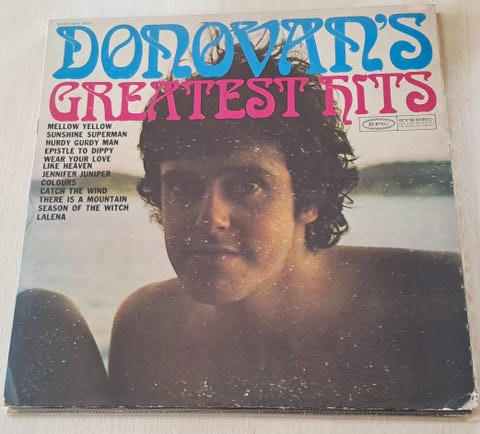 DONOVAN'S
GREATEST HITS
MELLOW YELLOW
SUNSHINE SUPERMAN
HURDY GURDY MAN
EPISTLE TO DIPPY
WEAR YOUR LOVE
LIKE HEAVEN
JENNIFER JUNIPER
COLOURS
CATCH THE WIND
THERE IS A MOUNTAIN
SEASON OF THE WITCH
LALENA
EPIC
STEREO